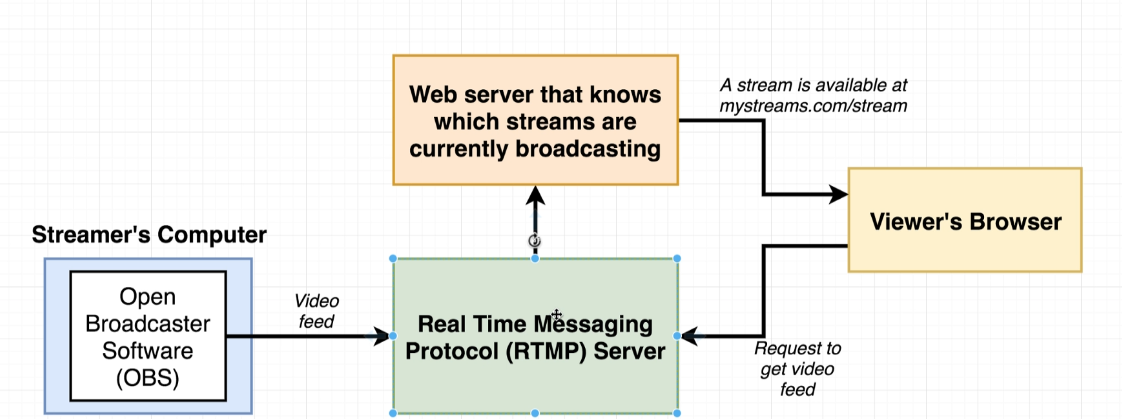 Web server that knows
which streams are
currently broadcasting
A stream is available at
mystreams.com/stream
Viewer's Browser
Streamer's Computer
Open
Broadcaster
Software
(OBS)
Video
feed
Real Time Messaging
Protocol (RTMP) Server
Request to
get video
feed